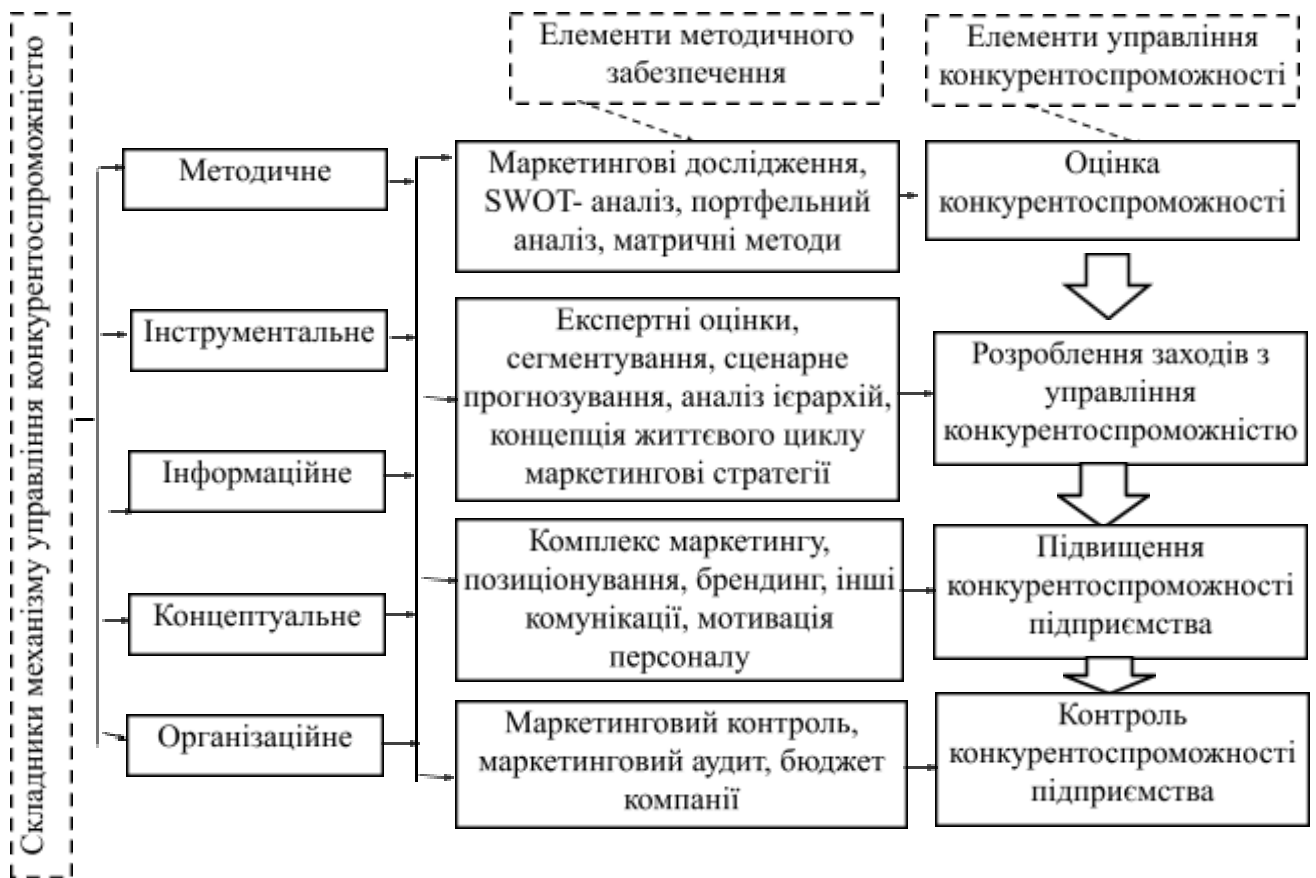 Складники механізму управління конкурентоспроможністю
Елементи методичного
забезпечення
Елементи управління
конкурентоспроможності
Методичне
Інструментальне
Інформаційне
Концептуальне
Організаційне
Маркетингові дослідження,
SWOT- аналіз, портфельний
аналіз, матричні методи
Експертні оцінки,
сегментування, сценарне
прогнозування, аналіз ієрархій,
концепція життєвого циклу
маркетингові стратегії
Комплекс маркетингу,
позиціонування, брендинг, інші
комунікації, мотивація
персоналу
Маркетинговий контроль,
маркетинговий аудит, бюджет
компанії
Оцінка
конкурентоспроможності
Розроблення заходів з
управління
конкурентоспроможністю
Підвищення
конкурентоспроможності
підприємства
Контроль
конкурентоспроможності
підприємства